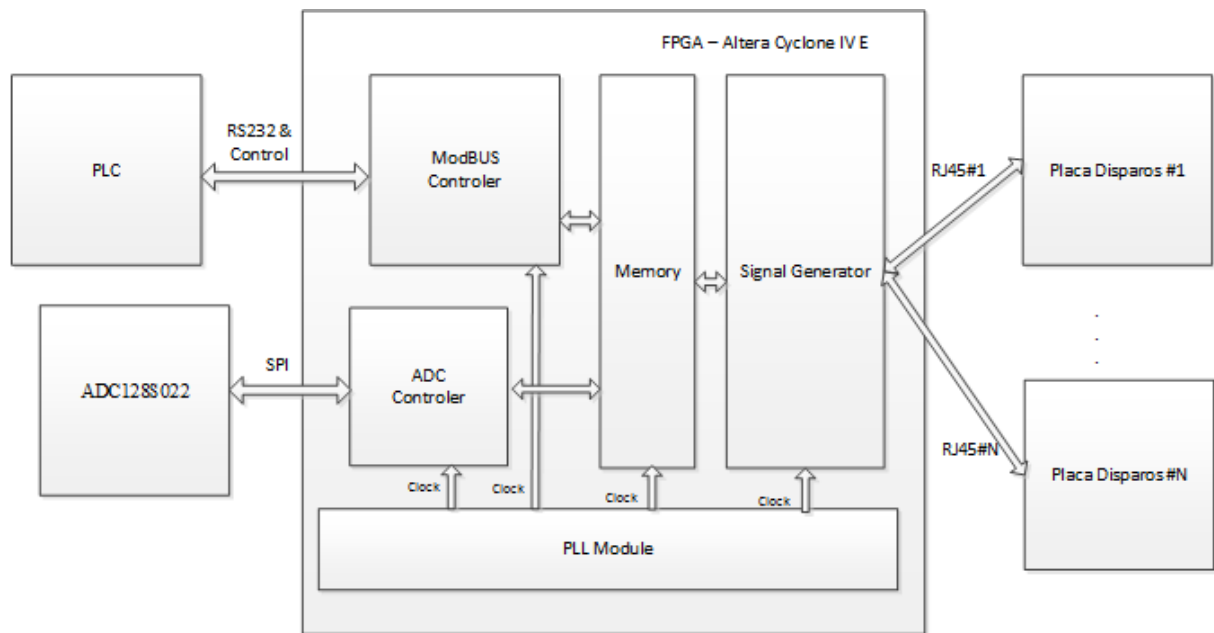 FPGA – Altera Cyclone IV E
PLC
RS232 &
Control
ModBUS
Controler
Memory
Signal Generator
RJ45#1
Placa Disparos #1
.
.
.
ADC128S022
SPI
ADC
Controler
RJ45#N
Placa Disparos #N
Clock
Clock
Clock
Clock
PLL Module